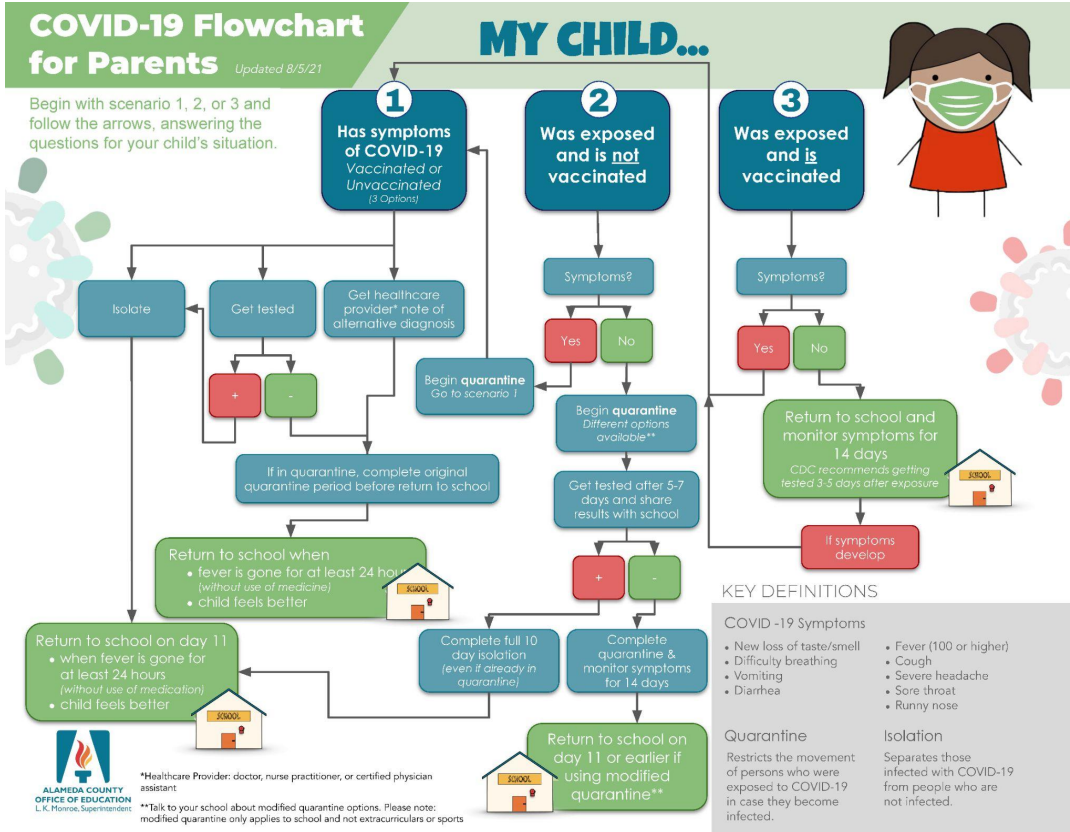 COVID-19 Flowchart
for Parents Updated 8/5/21
MY CHILD...
Begin with scenario 1, 2, or 3 and
follow the arrows, answering the
questions for your child's situation.
1
Has symptoms
of COVID-19
Vaccinated or
Unvaccinated
(3 Options)
2
Was exposed
and is not
vaccinated
3
Was exposed
and is
vaccinated
Isolate
Get tested
Get healthcare
provider* note of
alternative diagnosis
+
-
If in quarantine, complete original
quarantine period before return to school
Return to school when
• fever is gone for at least 24
(without use of medicine)
• child feels better
SCHOOL
Return to school on day 11
• when fever is gone for
at least 24 hours
(without use of medication)
• child feels better
SCHOOL
Symptoms?
Yes
No
Begin quarantine
Go to scenario 1
Begin quarantine
Different options
available**
Get tested after 5-7
days and share
results with school
+
-
Complete full 10
day isolation
(even if already in
quarantine)
Complete
quarantine &
monitor symptoms
for 14 days
Return to school on
day 11 or earlier if
using modified
quarantine**
SCHOOL
Symptoms?
Yes
No
Return to school and
monitor symptoms for
14 days
CDC recommends getting
tested 3-5 days after exposure
SCHOOL
If symptoms
develop
KEY DEFINITIONS
COVID -19 Symptoms
• New loss of taste/smell
• Difficulty breathing
• Vomiting
• Diarrhea
• Fever (100 or higher)
• Cough
• Severe headache
• Sore throat
• Runny nose
Quarantine
Restricts the movement
of persons who were
exposed to COVID-19
in case they become
infected.
Isolation
Separates those
infected with COVID-19
from people who are
not infected.
ALAMEDA COUNTY
OFFICE OF EDUCATION
L. K. Monroe, Superintendent
*Healthcare Provider: doctor, nurse practitioner, or certified physician
assistant
**Talk to your school about modified quarantine options. Please note:
modified quarantine only applies to school and not extracurriculars or sports